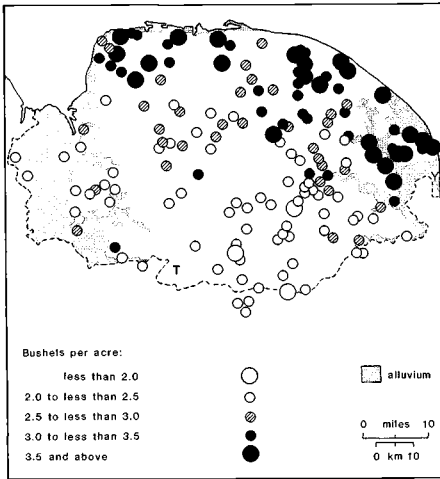 T
Bushels per acre:
less than 2.0
2.0 to less than 2.5
2.5 to less than 3.0
3.0 to less than 3.5
3.5 and above
alluvium
0 miles 10
0 km 10